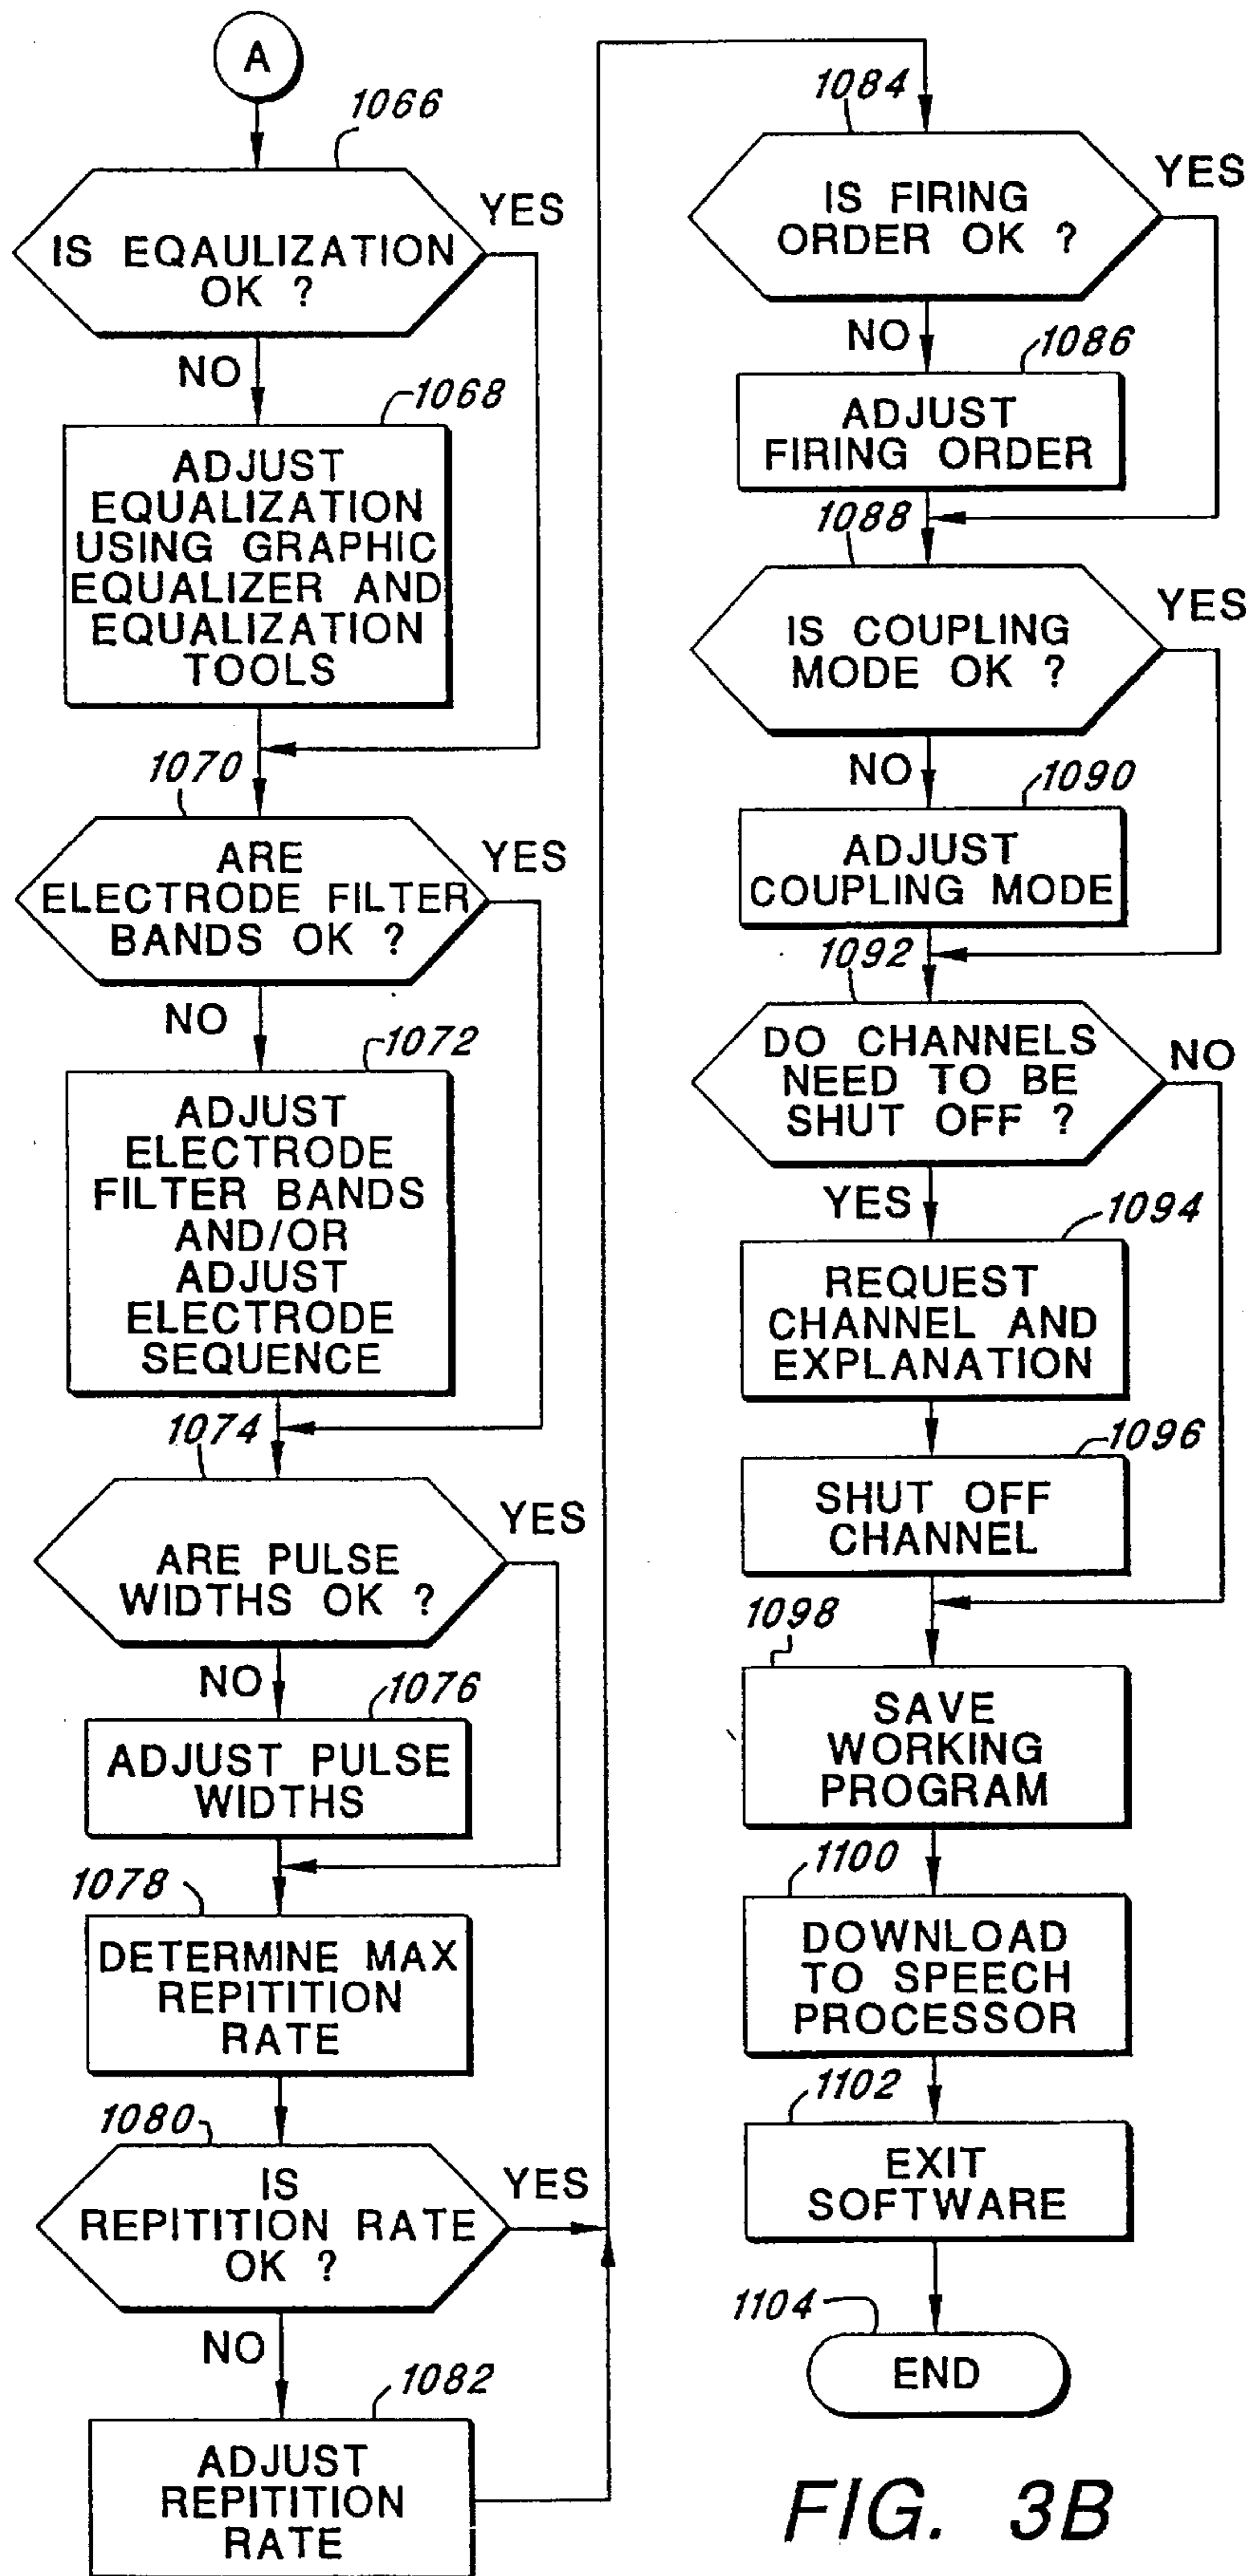 A
1066
IS EQAULIZATION
OK ?
YES
NO
1068
ADJUST
EQUALIZATION
USING GRAPHIC
EQUALIZER AND
EQUALIZATION
TOOLS
1070
ARE
ELECTRODE FILTER
BANDS OK ?
YES
NO
1072
ADJUST
ELECTRODE
FILTER BANDS
AND/OR
ADJUST
ELECTRODE
SEQUENCE
1074
ARE PULSE
WIDTHS OK ?
YES
NO
1076
ADJUST PULSE
WIDTHS
1078
DETERMINE MAX
REPITITION
RATE
1080
IS
REPITITION RATE
OK ?
YES
NO
1082
ADJUST
REPITITION
RATE
1084
IS FIRING
ORDER OK ?
YES
NO
1086
ADJUST
FIRING ORDER
1088
IS COUPLING
MODE OK ?
YES
NO
1090
ADJUST
COUPLING MODE
1092
DO CHANNELS
NEED TO BE
SHUT OFF ?
NO
YES
1094
REQUEST
CHANNEL AND
EXPLANATION
1096
SHUT OFF
CHANNEL
1098
SAVE
WORKING
PROGRAM
1100
DOWNLOAD
TO SPEECH
PROCESSOR
1102
EXIT
SOFTWARE
1104
END
FIG. 3B